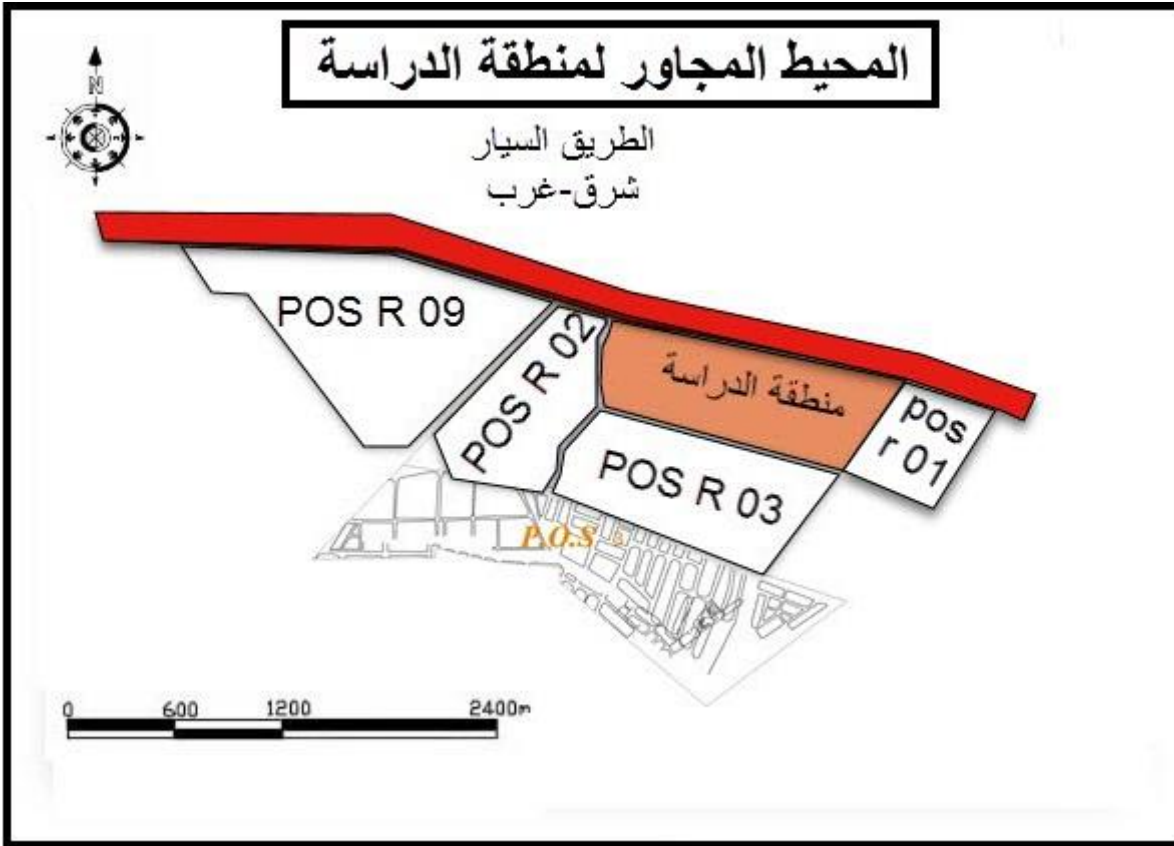 المحيط المجاور لمنطقة الدراسة
N
الطريق السيار
شرق-غرب
POS R 09
POS R 02
منطقة الدراسة
pos
r 01
POS R 03
P.O.S
0 600 1200 2400m